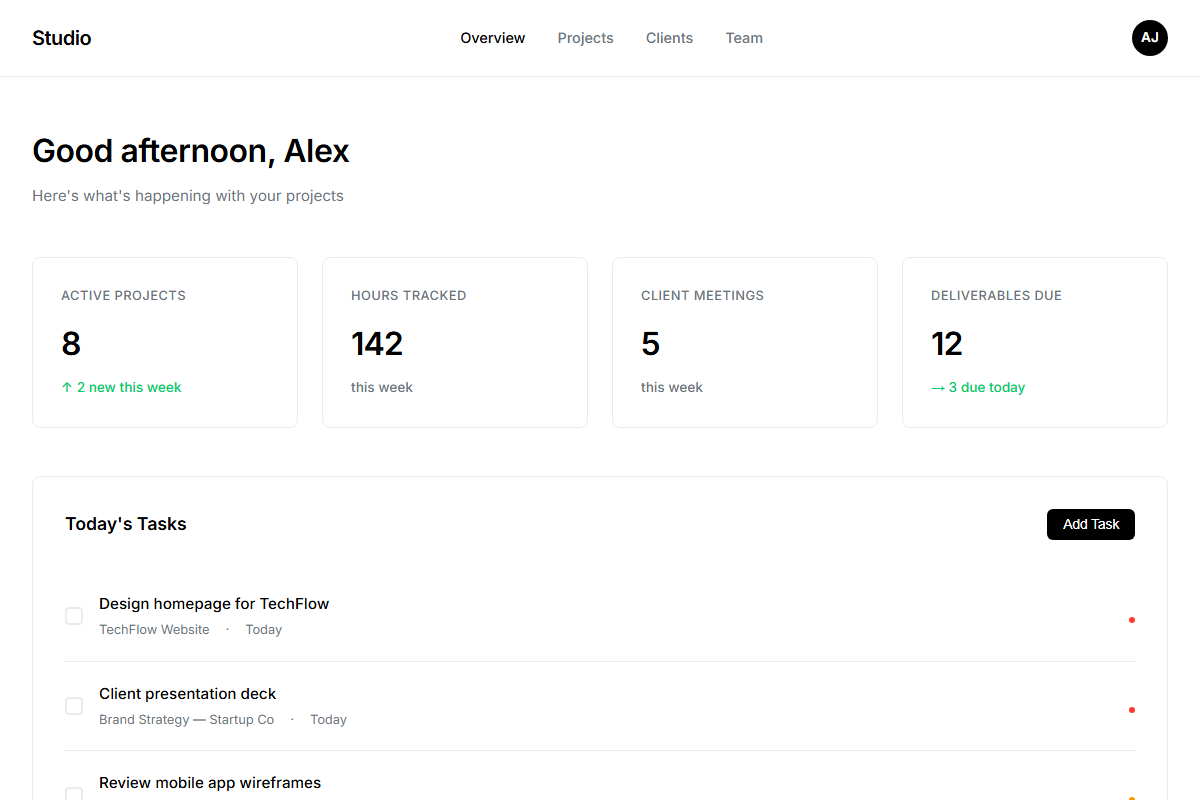 Studio
Overview
Projects
Clients
Team
AJ
Good afternoon, Alex
Here's what's happening with your projects
ACTIVE PROJECTS
8
↑ 2 new this week
HOURS TRACKED
142
this week
CLIENT MEETINGS
5
this week
DELIVERABLES DUE
12
→ 3 due today
Today's Tasks
Add Task
Design homepage for TechFlow
TechFlow Website · Today
Client presentation deck
Brand Strategy — Startup Co · Today
Review mobile app wireframes